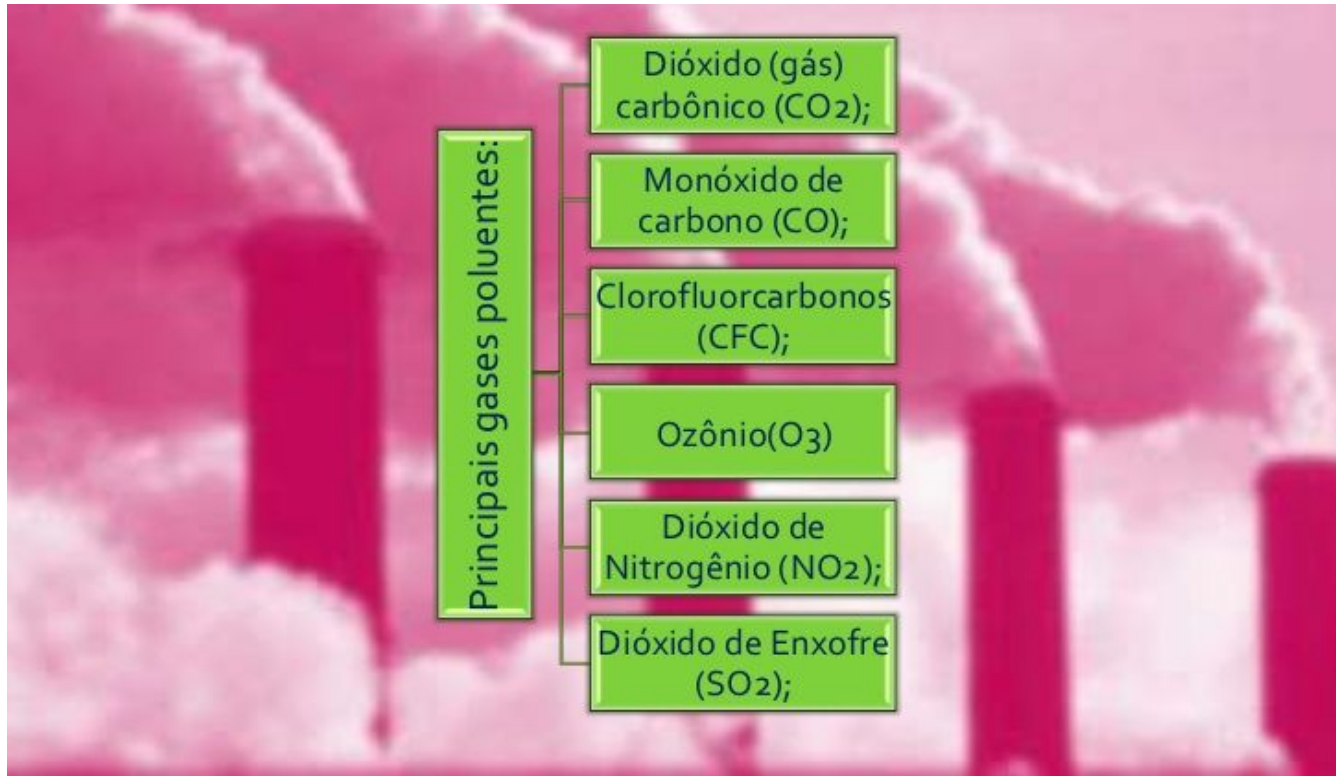 Principais gases poluentes:
Dióxido (gás)
carbônico (CO2);
Monóxido de
carbono (CO);
Clorofluorcarbonos
(CFC);
Ozônio(O3)
Dióxido de
Nitrogênio (NO2);
Dióxido de Enxofre
(SO2);